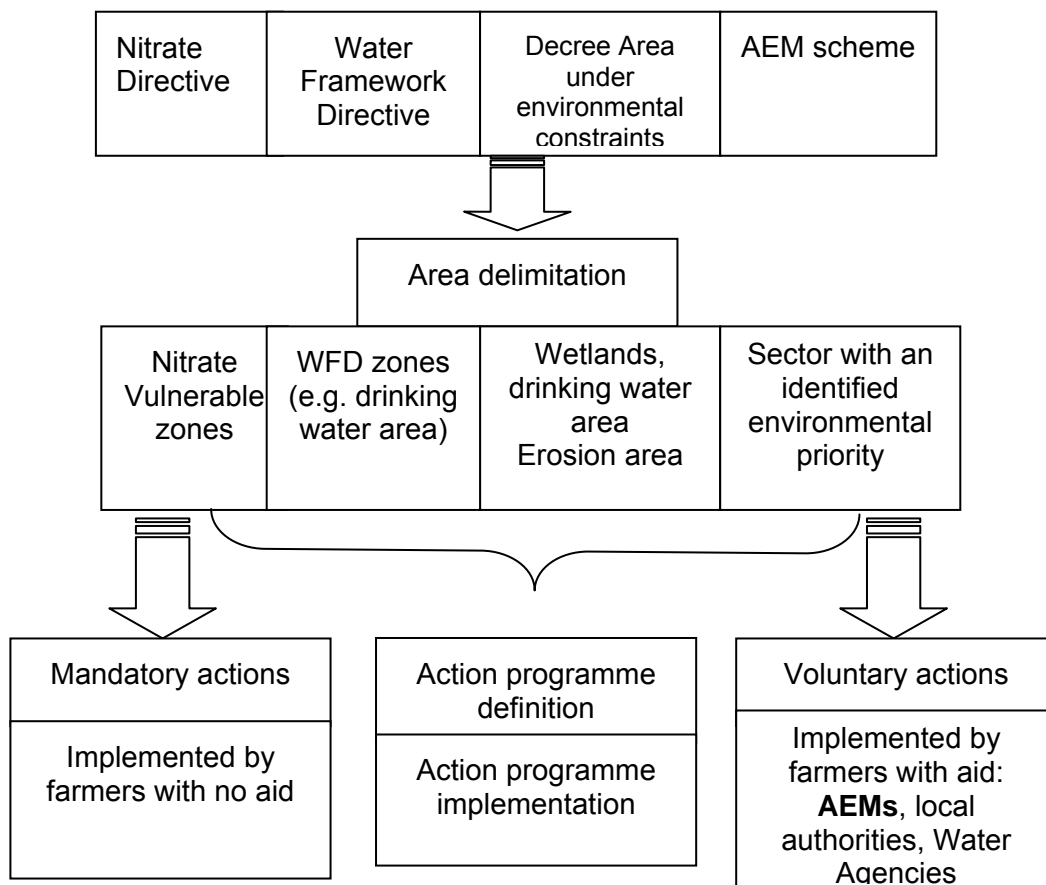 Nitrate
Directive
Water
Framework
Directive
Decree Area
under
environmental
constraints
AEM scheme
Area delimitation
Nitrate
Vulnerable
zones
WFD zones
(e.g. drinking
water area)
Wetlands,
drinking water
area
Erosion area
Sector with an
identified
environmental
priority
Mandatory actions
Implemented by
farmers with no aid
Action programme
definition
Action programme
implementation
Voluntary actions
Implemented by
farmers with aid:
AEMs, local
authorities, Water
Agencies